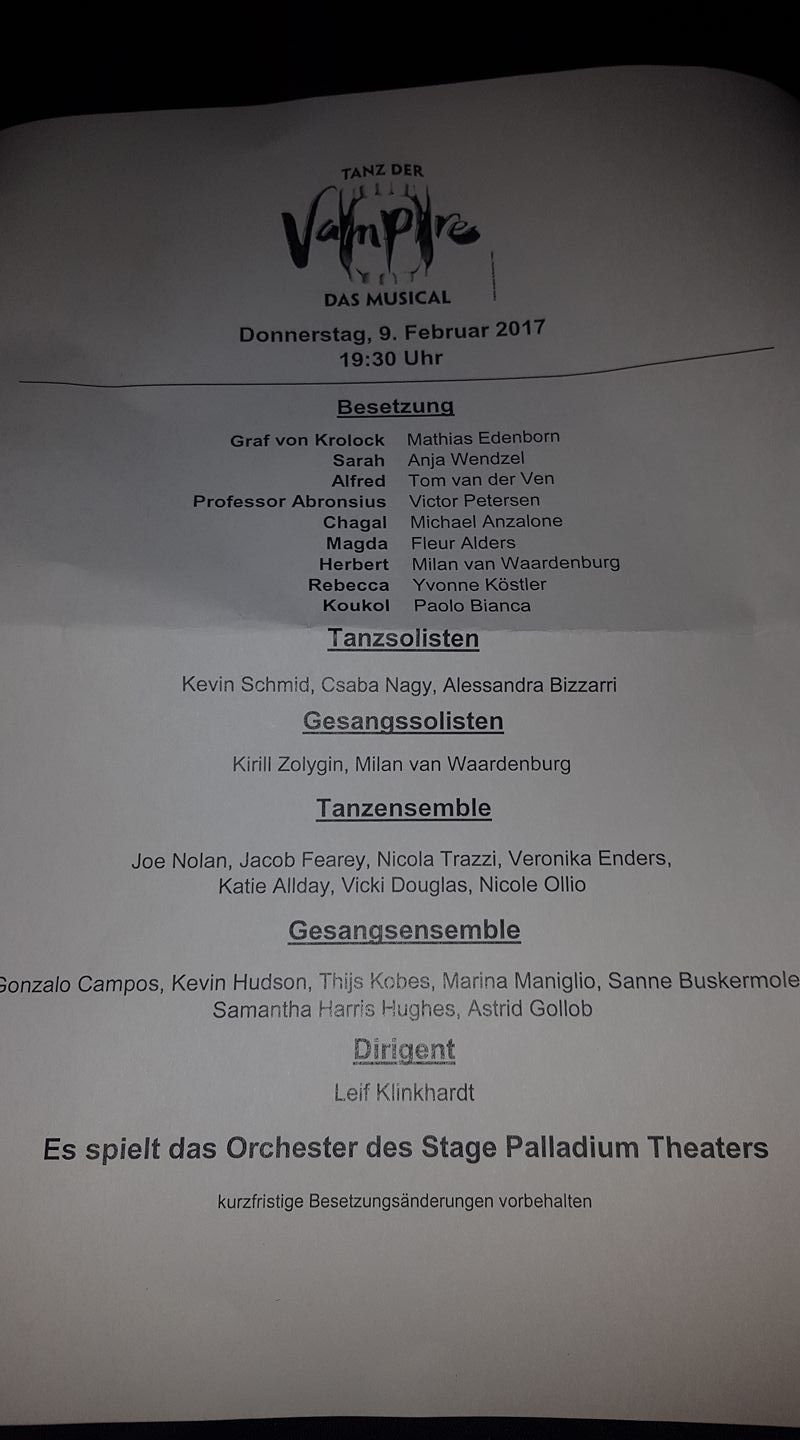 TANZ DER
Vampire
DAS MUSICAL
Donnerstag, 9. Februar 2017
19:30 Uhr
Besetzung
Graf von Krolock Mathias Edenborn
Sarah Anja Wendzel
Alfred Tom van der Ven
Professor Abronsius Victor Petersen
Chagal Michael Anzalone
Magda Fleur Alders
Herbert Milan van Waardenburg
Rebecca Yvonne Köstler
Koukol Paolo Bianca
Tanzsolisten
Kevin Schmid, Csaba Nagy, Alessandra Bizzarri
Gesangssolisten
Kirill Zolygin, Milan van Waardenburg
Tanzensemble
Joe Nolan, Jacob Fearey, Nicola Trazzi, Veronika Enders,
Katie Allday, Vicki Douglas, Nicole Ollio
Gesangsensemble
Gonzalo Campos, Kevin Hudson, Thijs Kobes, Marina Maniglio, Sanne Buskermole
Samantha Harris Hughes, Astrid Gollob
Dirigent
Leif Klinkhardt
Es spielt das Orchester des Stage Palladium Theaters
kurzfristige Besetzungsänderungen vorbehalten